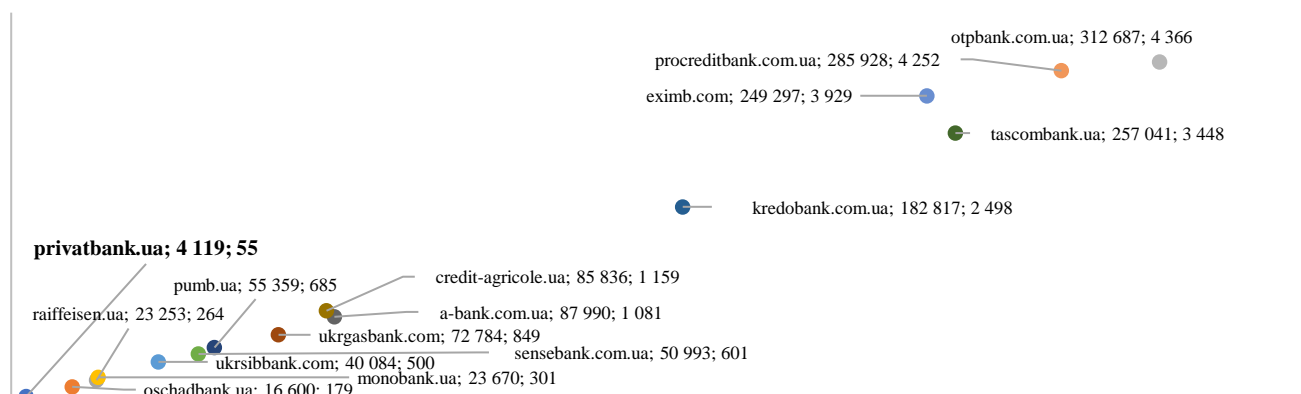 otpbank.com.ua; 312 687; 4 366
procreditbank.com.ua; 285 928; 4 252
eximb.com; 249 297; 3 929
tascombank.ua; 257 041; 3 448
kredobank.com.ua; 182 817; 2 498
privatbank.ua; 4 119; 55
credit-agricole.ua; 85 836; 1 159
pumb.ua; 55 359; 685
raiffeisen.ua; 23 253; 264
a-bank.com.ua; 87 990; 1 081
ukrgasbank.com; 72 784; 849
sensebank.com.ua; 50 993; 601
ukrsibbank.com; 40 084; 500
monobank.ua; 23 670; 301
oschadbank.ua; 16 600; 179